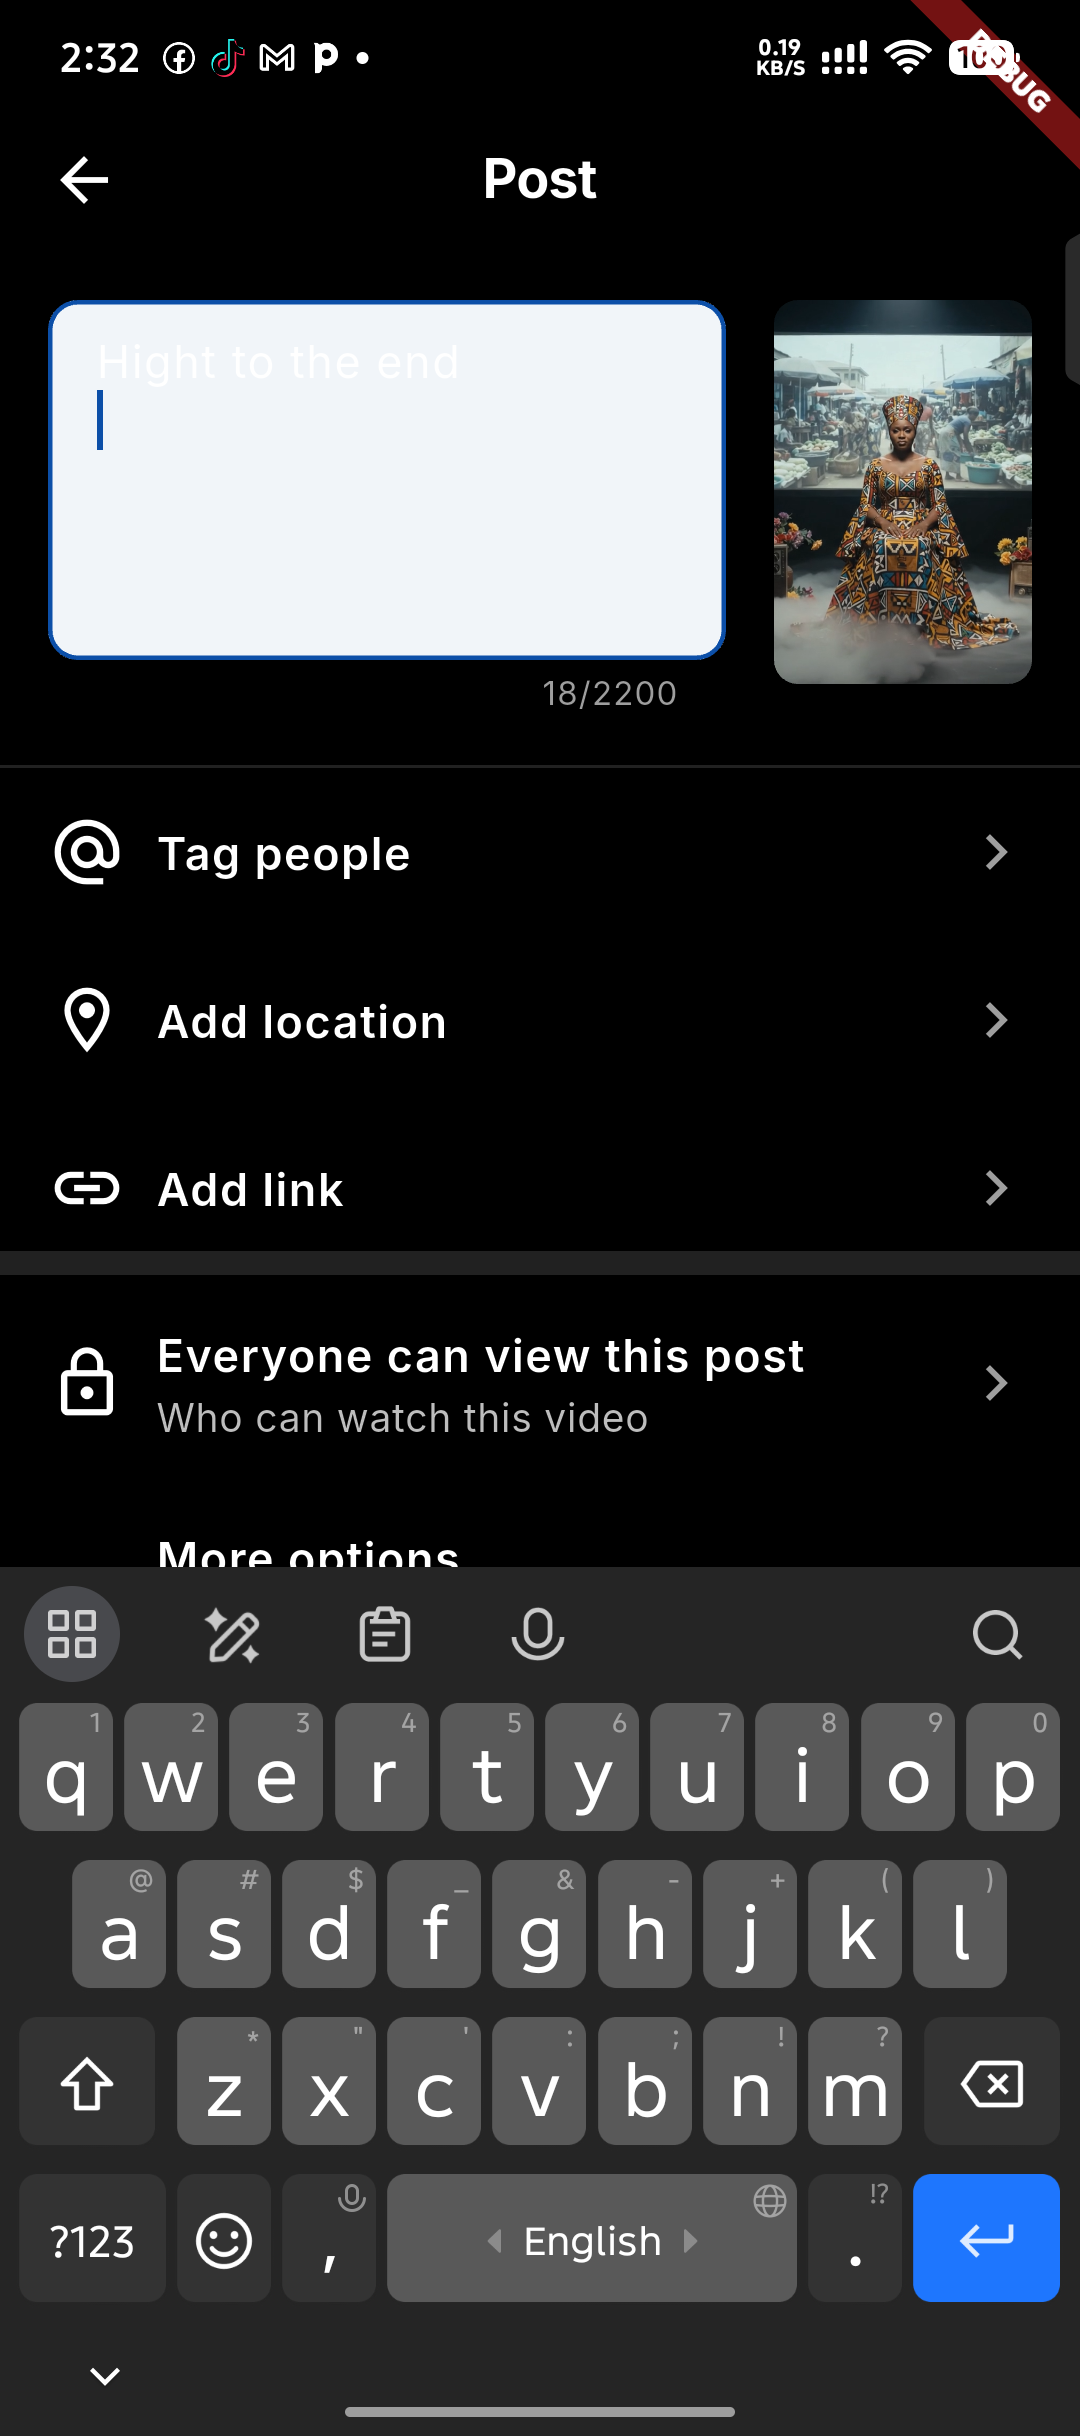 2:32
0.19
KB/S
100
DEBUG
Post
Hight to the end
18/2200
Tag people
Add location
Add link
Everyone can view this post
Who can watch this video
More options
1 2 3 4 5 6 7 8 9 0
q w e r t y u i o p
@ # $ _ & - + ( )
a s d f g h j k l
* " ' : ; ! ?
z x c v b n m
!?
?123 , English .